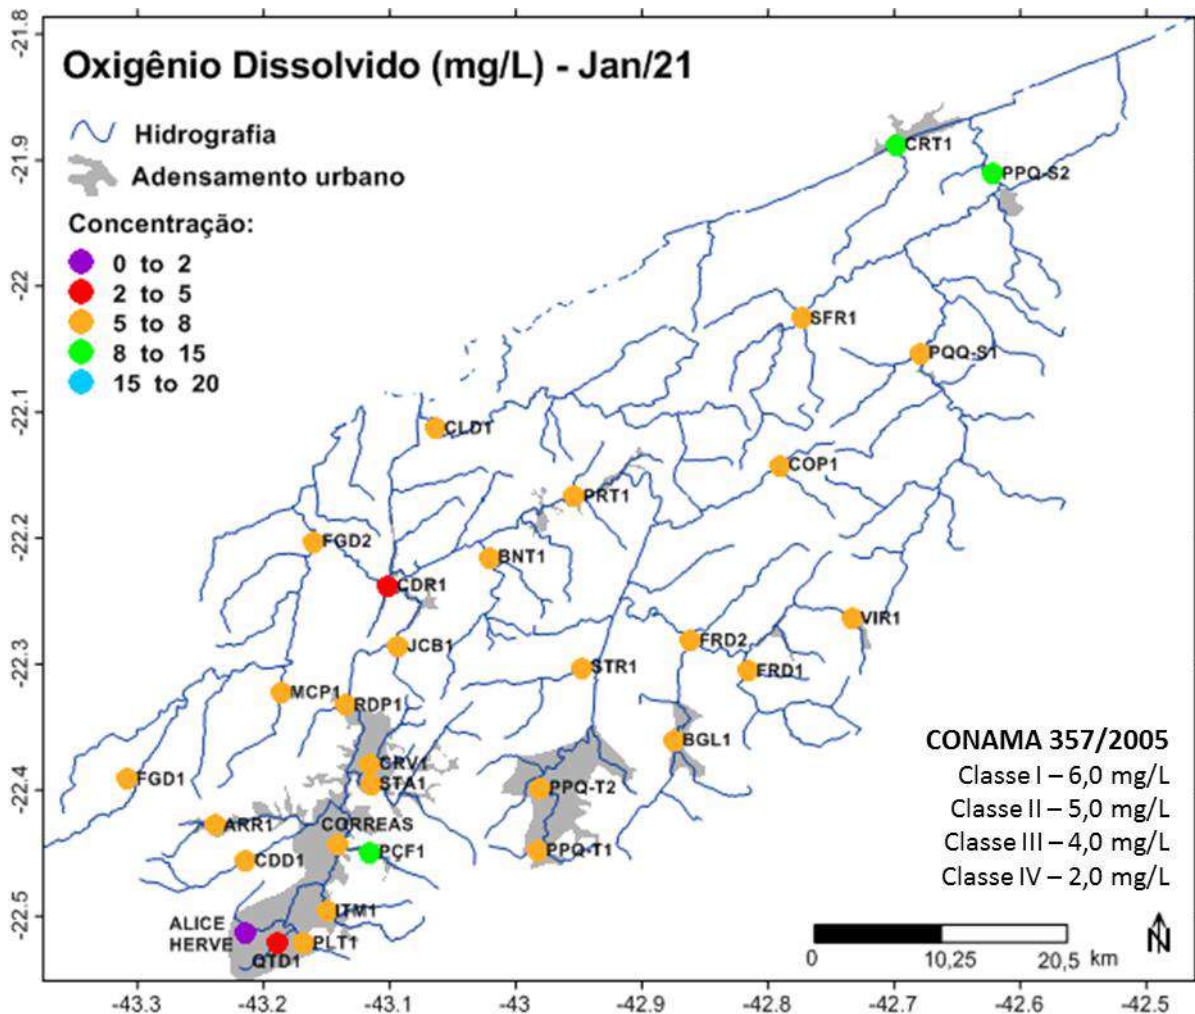 Oxigênio Dissolvido (mg/L) - Jan/21
Hidrografia
Adensamento urbano
Concentração:
0 to 2
2 to 5
5 to 8
8 to 15
15 to 20
-21.8
-21.9
-22
-22.1
-22.2
-22.3
-22.4
-22.5
CRT1
PPQ-S2
SFR1
PQQ-S1
CLD1
COP1
PRT1
FGD2
BNT1
CDR1
VIR1
JCB1
FRD2
STR1
FRD1
MCP1
RDP1
BGL1
CRV1
FGD1
STA1
PPQ-T2
ARR1
CORREAS
CDD1
PÇF1
PPQ-T1
ITM1
ALICE
HERVE
PLT1
QTD1
CONAMA 357/2005
Classe I – 6,0 mg/L
Classe II – 5,0 mg/L
Classe III – 4,0 mg/L
Classe IV – 2,0 mg/L
N
0 10,25 20,5 km
-43.3 -43.2 -43.1 -43 -42.9 -42.8 -42.7 -42.6 -42.5